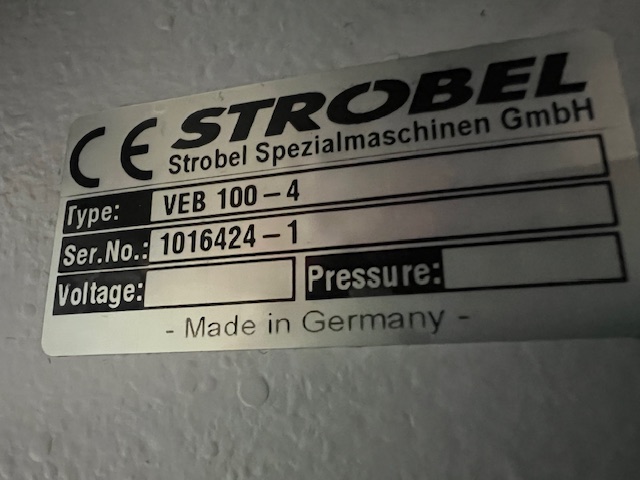 CE STROBEL
Strobel Spezialmaschinen GmbH
Type: VEB 100-4
Ser.No.: 1016424-1
Voltage: Pressure:
- Made in Germany -